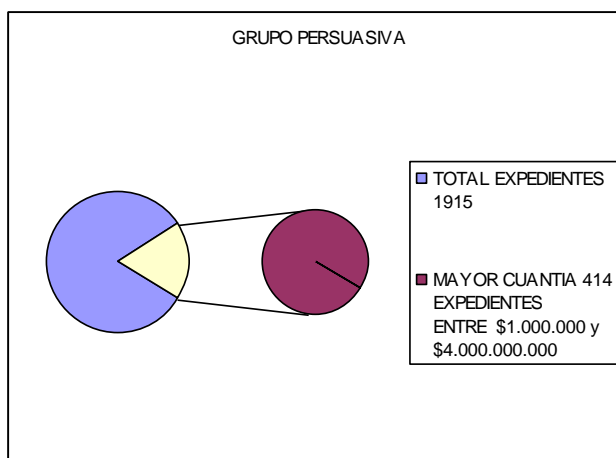 GRUPO PERSUASIVA
TOTAL EXPEDIENTES
1915
MAYOR CUANTIA 414
EXPEDIENTES
ENTRE $1.000.000 y
$4.000.000.000